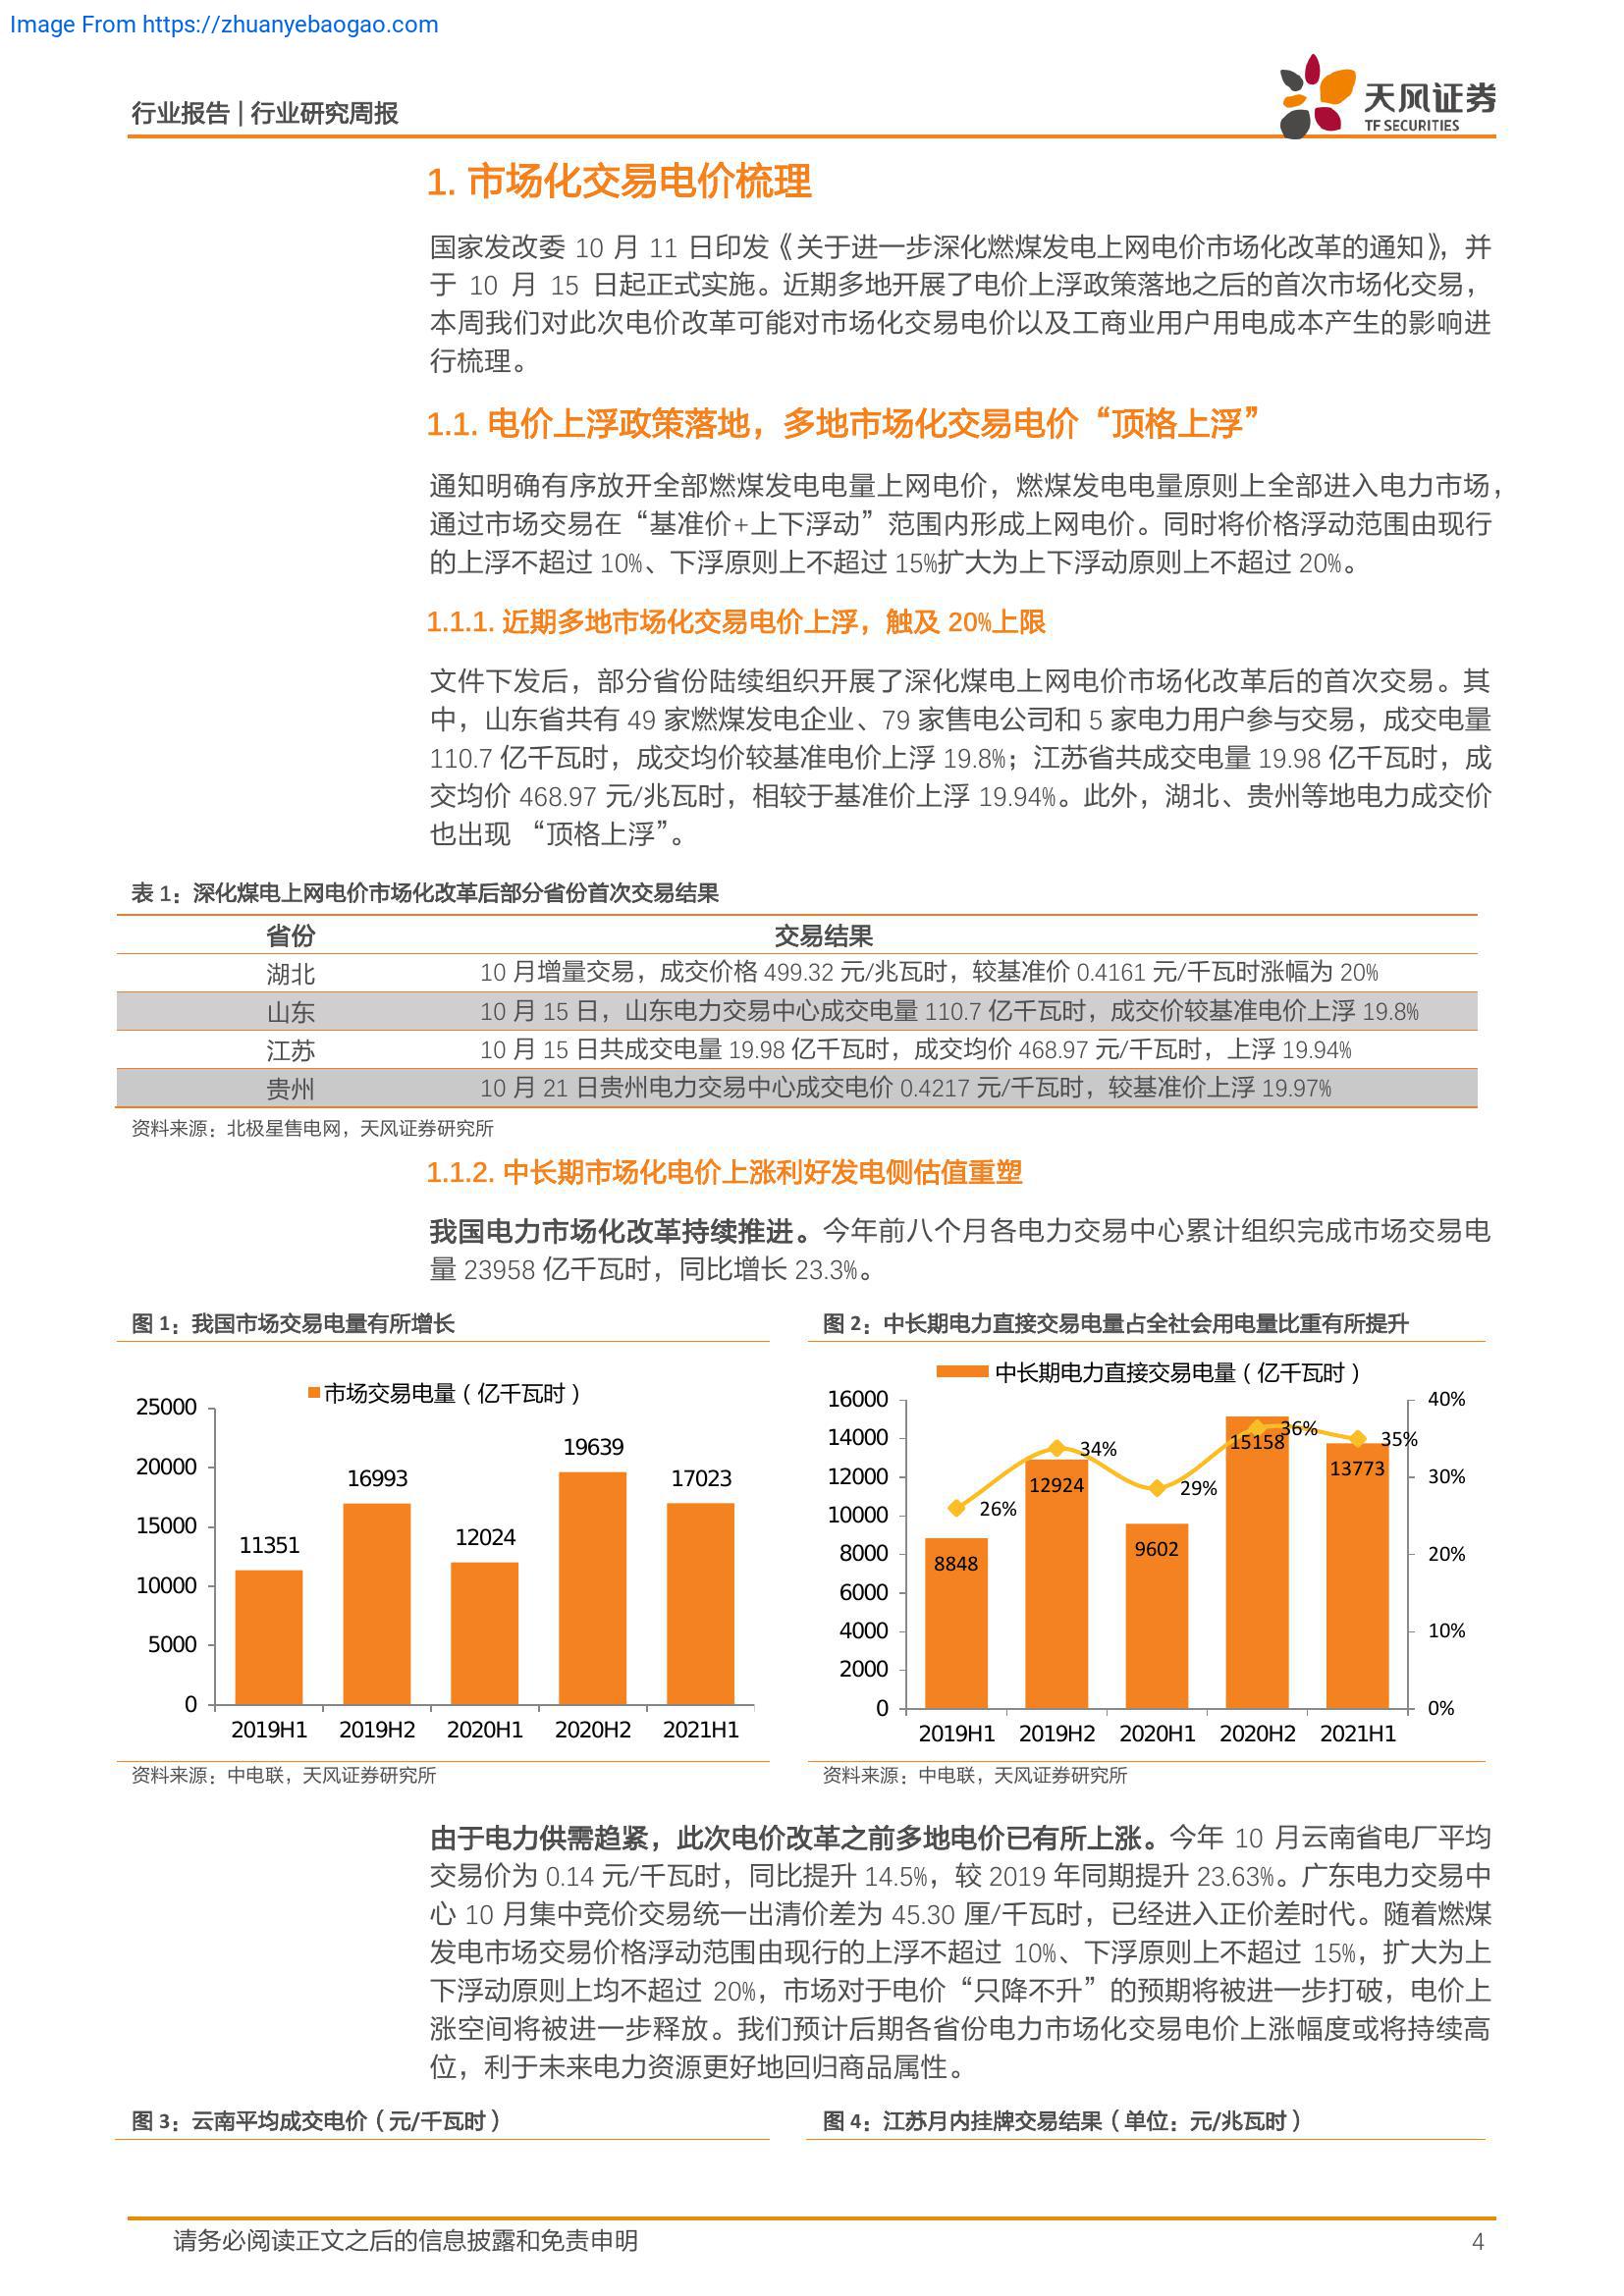 Image From https://zhuanyebaogao.com
行业报告 | 行业研究周报
天风证券
TF SECURITIES
1. 市场化交易电价梳理
国家发改委 10 月 11 日印发《关于进一步深化燃煤发电上网电价市场化改革的通知》，并
于 10 月 15 日起正式实施。近期多地开展了电价上浮政策落地之后的首次市场化交易，
本周我们对此次电价改革可能对市场化交易电价以及工商业用户用电成本产生的影响进
行梳理。
1.1. 电价上浮政策落地，多地市场化交易电价“顶格上浮”
通知明确有序放开全部燃煤发电电量上网电价，燃煤发电电量原则上全部进入电力市场，
通过市场交易在“基准价+上下浮动”范围内形成上网电价。同时将价格浮动范围由现行
的上浮不超过 10%、下浮原则上不超过 15%扩大为上下浮动原则上不超过 20%。
1.1.1. 近期多地市场化交易电价上浮，触及 20%上限
文件下发后，部分省份陆续组织开展了深化煤电上网电价市场化改革后的首次交易。其
中，山东省共有 49 家燃煤发电企业、79 家售电公司和 5 家电力用户参与交易，成交电量
110.7 亿千瓦时，成交均价较基准电价上浮 19.8%；江苏省共成交电量 19.98 亿千瓦时，成
交均价 468.97 元/兆瓦时，相较于基准价上浮 19.94%。此外，湖北、贵州等地电力成交价
也出现 “顶格上浮”。
表 1：深化煤电上网电价市场化改革后部分省份首次交易结果
省份 交易结果
湖北 10 月增量交易，成交价格 499.32 元/兆瓦时，较基准价 0.4161 元/千瓦时涨幅为 20%
山东 10 月 15 日，山东电力交易中心成交电量 110.7 亿千瓦时，成交价较基准电价上浮 19.8%
江苏 10 月 15 日共成交电量 19.98 亿千瓦时，成交均价 468.97 元/千瓦时，上浮 19.94%
贵州 10 月 21 日贵州电力交易中心成交电价 0.4217 元/千瓦时，较基准价上浮 19.97%
资料来源：北极星售电网，天风证券研究所
1.1.2. 中长期市场化电价上涨利好发电侧估值重塑
我国电力市场化改革持续推进。今年前八个月各电力交易中心累计组织完成市场交易电
量 23958 亿千瓦时，同比增长 23.3%。
图 1：我国市场交易电量有所增长
市场交易电量（亿千瓦时）
25000
20000
15000
10000
5000
0
11351
16993
12024
19639
17023
2019H1 2019H2 2020H1 2020H2 2021H1
资料来源：中电联，天风证券研究所
图 2：中长期电力直接交易电量占全社会用电量比重有所提升
中长期电力直接交易电量（亿千瓦时）
16000
14000
12000
10000
8000
6000
4000
2000
0
40%
30%
20%
10%
0%
26%
34%
29%
36%
35%
8848
12924
9602
15158
13773
2019H1 2019H2 2020H1 2020H2 2021H1
资料来源：中电联，天风证券研究所
由于电力供需趋紧，此次电价改革之前多地电价已有所上涨。今年 10 月云南省电厂平均
交易价为 0.14 元/千瓦时，同比提升 14.5%，较 2019 年同期提升 23.63%。广东电力交易中
心 10 月集中竞价交易统一出清价差为 45.30 厘/千瓦时，已经进入正价差时代。随着燃煤
发电市场交易价格浮动范围由现行的上浮不超过 10%、下浮原则上不超过 15%，扩大为上
下浮动原则上均不超过 20%，市场对于电价“只降不升”的预期将被进一步打破，电价上
涨空间将被进一步释放。我们预计后期各省份电力市场化交易电价上涨幅度或将持续高
位，利于未来电力资源更好地回归商品属性。
图 3：云南平均成交电价（元/千瓦时）
图 4：江苏月内挂牌交易结果（单位：元/兆瓦时）
请务必阅读正文之后的信息披露和免责申明
4